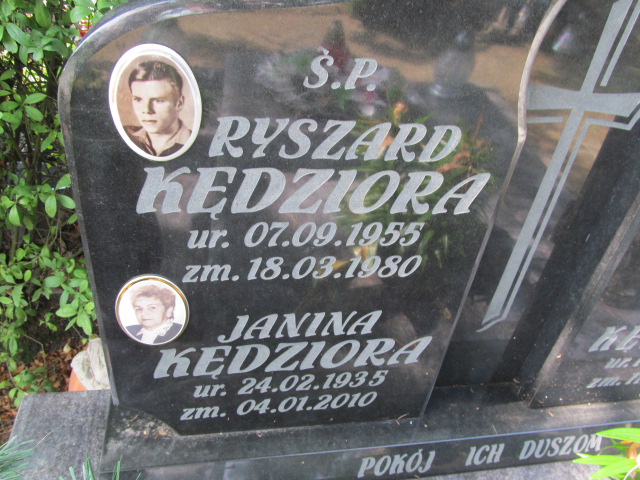 Ś.P.
RYSZARD
KĘDZIORA
ur. 07.09.1955
zm. 18.03.1980
JANINA
KĘDZIORA
ur. 24.02.1935
zm. 04.01.2010
POKÓJ ICH DUSZOM